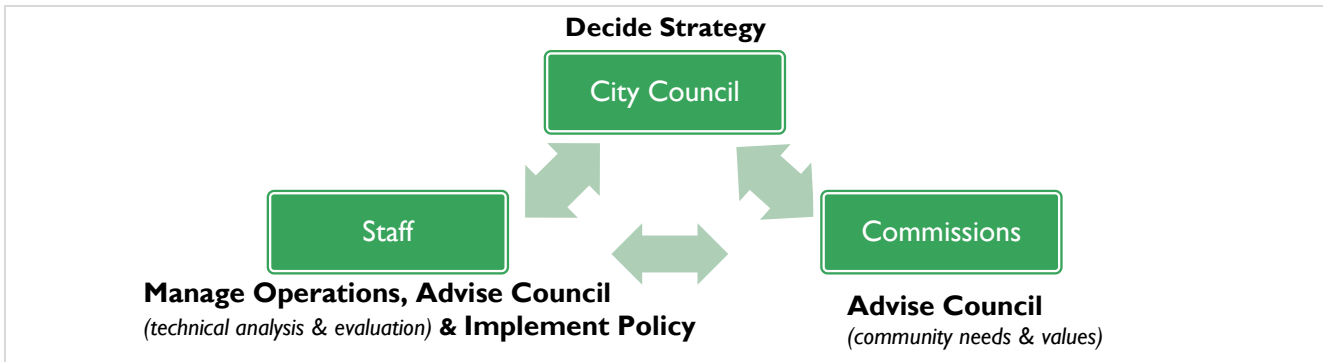 Decide Strategy
City Council
Staff
Commissions
Manage Operations, Advise Council
(technical analysis & evaluation) & Implement Policy
Advise Council
(community needs & values)